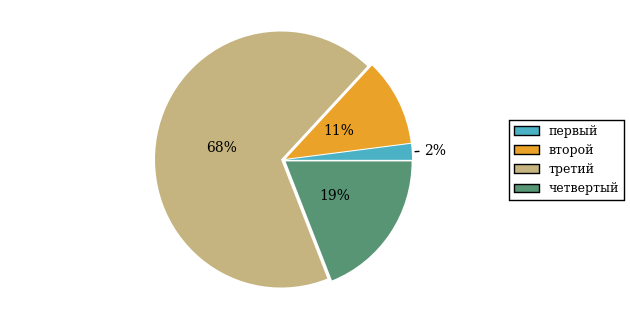 68%
11%
2%
19%
первый
второй
третий
четвертый